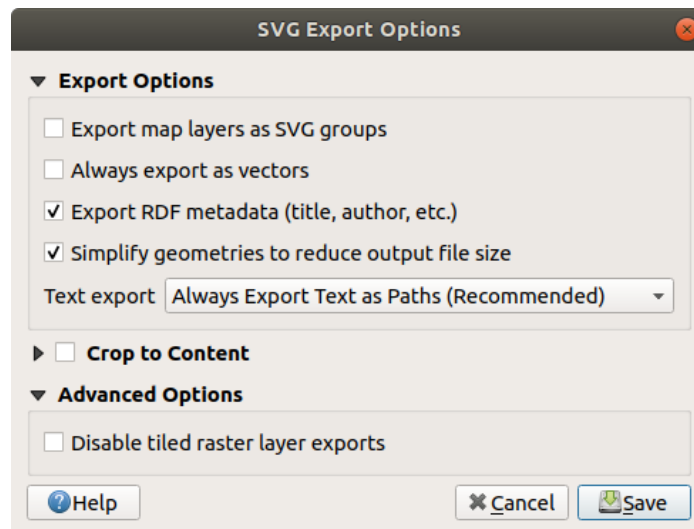 SVG Export Options
Export Options
Export map layers as SVG groups
Always export as vectors
Export RDF metadata (title, author, etc.)
Simplify geometries to reduce output file size
Text export Always Export Text as Paths (Recommended)
Crop to Content
Advanced Options
Disable tiled raster layer exports
Help Cancel Save